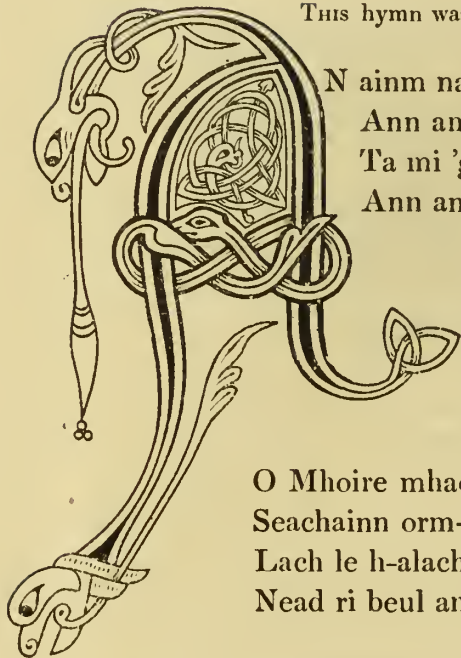 THIS hymn wa
AN ainm na
Ann an
Ta mi 'g
Ann an
O Mhoire mhac
Seachainn orm-
Lach le h-alach
Nead ri beul an